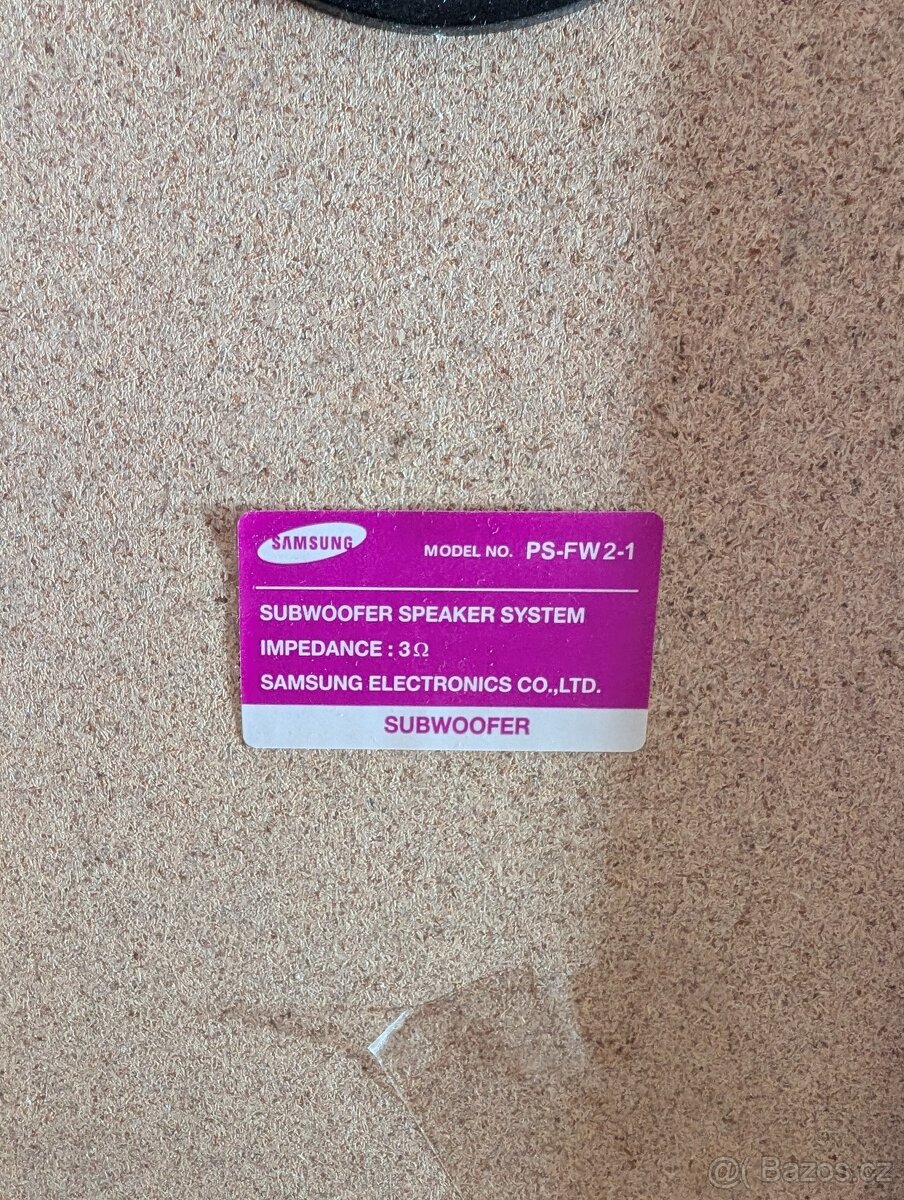 SAMSUNG
MODEL NO. PS-FW2-1
SUBWOOFER SPEAKER SYSTEM
IMPEDANCE : 3Ω
SAMSUNG ELECTRONICS CO.,LTD.
SUBWOOFER
@( Bazos.cz